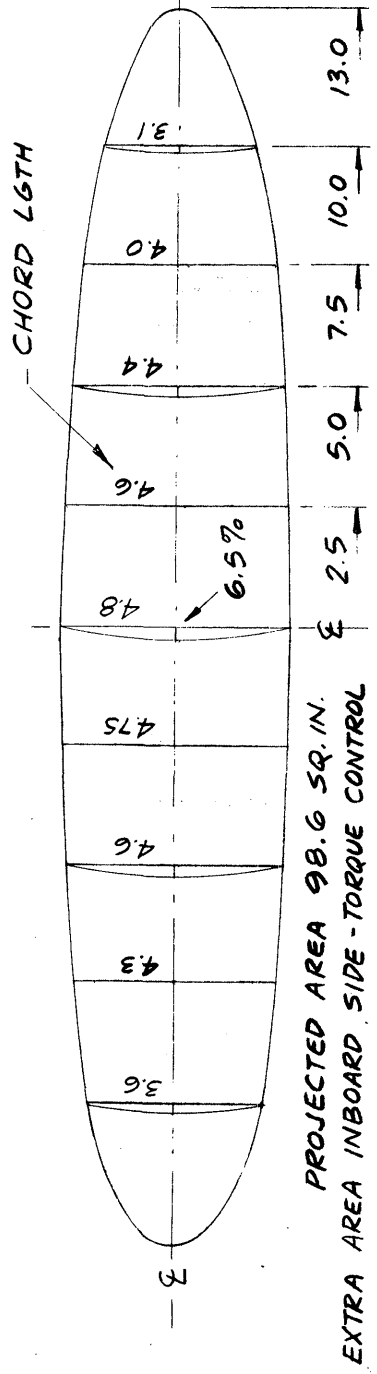 CHORD LGTH
3.6
4.3
4.6
4.75
4.8
4.6
4.4
4.0
3.1
6.5%
℄
℄ 2.5 5.0 7.5 10.0 13.0
PROJECTED AREA 98.6 SQ. IN.
EXTRA AREA INBOARD SIDE-TORQUE CONTROL